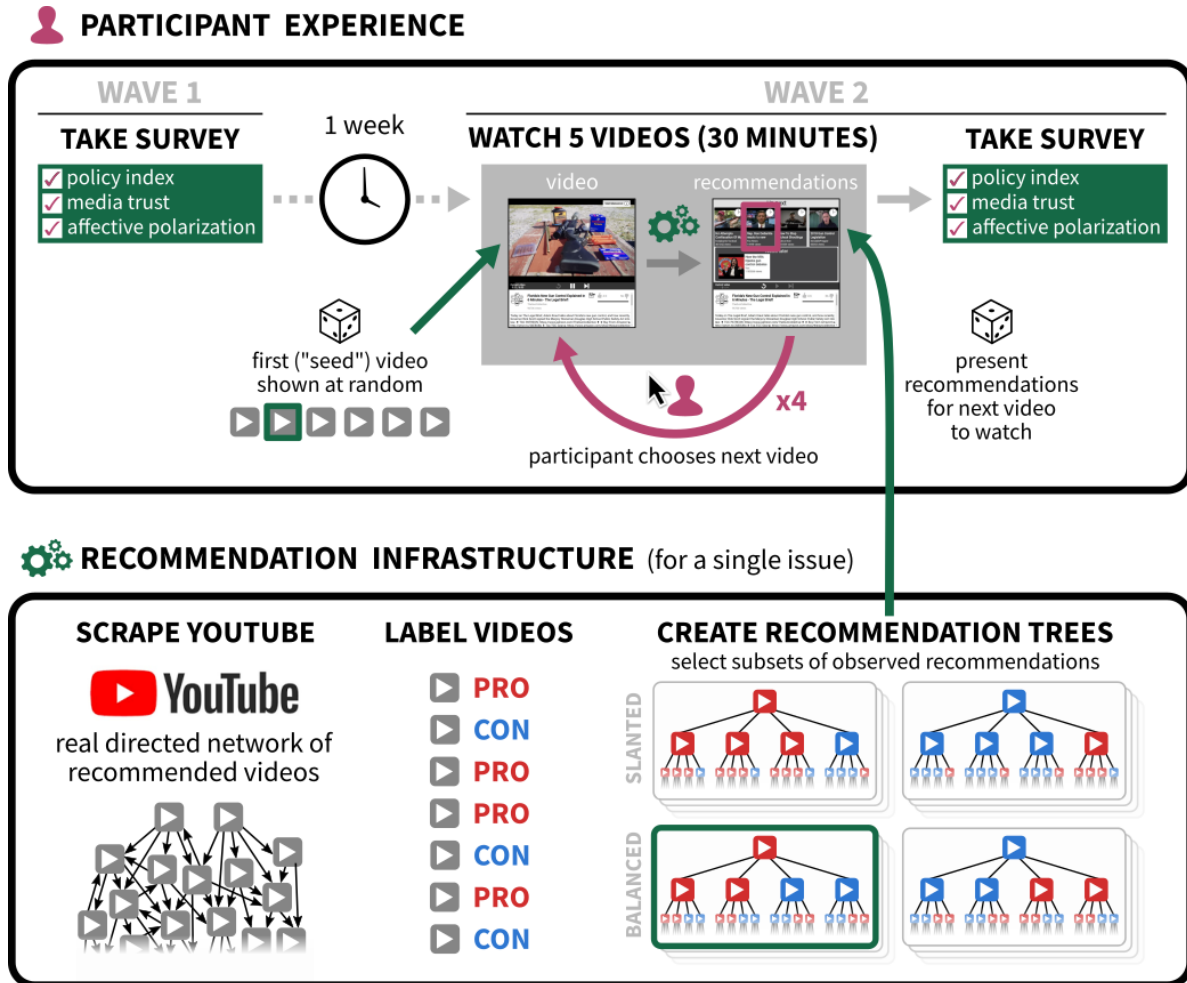 PARTICIPANT EXPERIENCE
WAVE 1
TAKE SURVEY
policy index
media trust
affective polarization
1 week
WAVE 2
WATCH 5 VIDEOS (30 MINUTES)
video
recommendations
TAKE SURVEY
policy index
media trust
affective polarization
first ("seed") video
shown at random
x4
participant chooses next video
present
recommendations
for next video
to watch
RECOMMENDATION INFRASTRUCTURE (for a single issue)
SCRAPE YOUTUBE
YouTube
real directed network of
recommended videos
LABEL VIDEOS
PRO
CON
PRO
PRO
CON
PRO
CON
CREATE RECOMMENDATION TREES
select subsets of observed recommendations
SLANTED
BALANCED